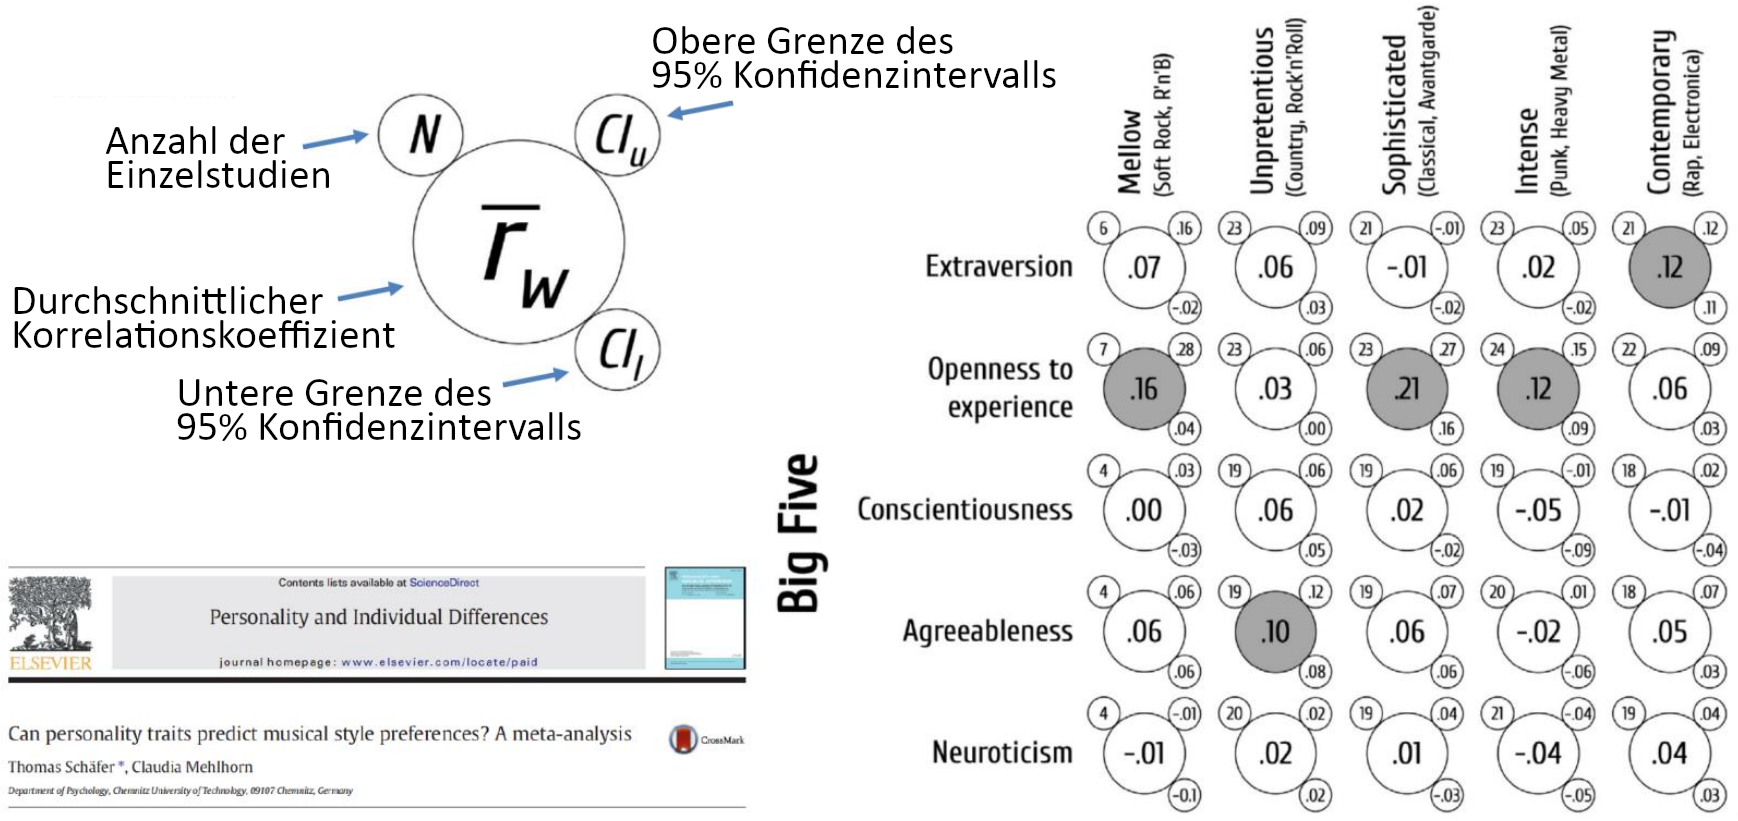 Obere Grenze des
95% Konfidenzintervalls
Anzahl der
Einzelstudien
N
CIu
r̅w
CIl
Durchschnittlicher
Korrelationskoeffizient
Untere Grenze des
95% Konfidenzintervalls
Contents lists available at ScienceDirect
Personality and Individual Differences
journal homepage: www.elsevier.com/locate/paid
ELSEVIER
Can personality traits predict musical style preferences? A meta-analysis
CrossMark
Thomas Schäfer *, Claudia Mehlhorn
Department of Psychology, Chemnitz University of Technology, 09107 Chemnitz, Germany
Big Five
Mellow
(Soft Rock, R'n'B)
Unpretentious
(Country, Rock'n'Roll)
Sophisticated
(Classical, Avantgarde)
Intense
(Punk, Heavy Metal)
Contemporary
(Rap, Electronica)
6 .16 23 .09 21 -.01 23 .05 21 .12
Extraversion .07 .06 -.01 .02 .12
-.02 .03 -.02 -.02 .11
7 .28 23 .06 23 .27 24 .15 22 .09
Openness to
experience .16 .03 .21 .12 .06
.04 .00 .16 .09 .03
4 .03 19 .06 19 .06 19 -.01 18 .02
Conscientiousness .00 .06 .02 -.05 -.01
-.03 .05 -.02 -.09 -.04
4 .06 19 .12 19 .07 20 .01 18 .07
Agreeableness .06 .10 .06 -.02 .05
.06 .08 .06 -.06 .03
4 -.01 20 .02 19 .04 21 -.04 19 .04
Neuroticism -.01 .02 .01 -.04 .04
-0.1 .02 -.03 -.05 .03